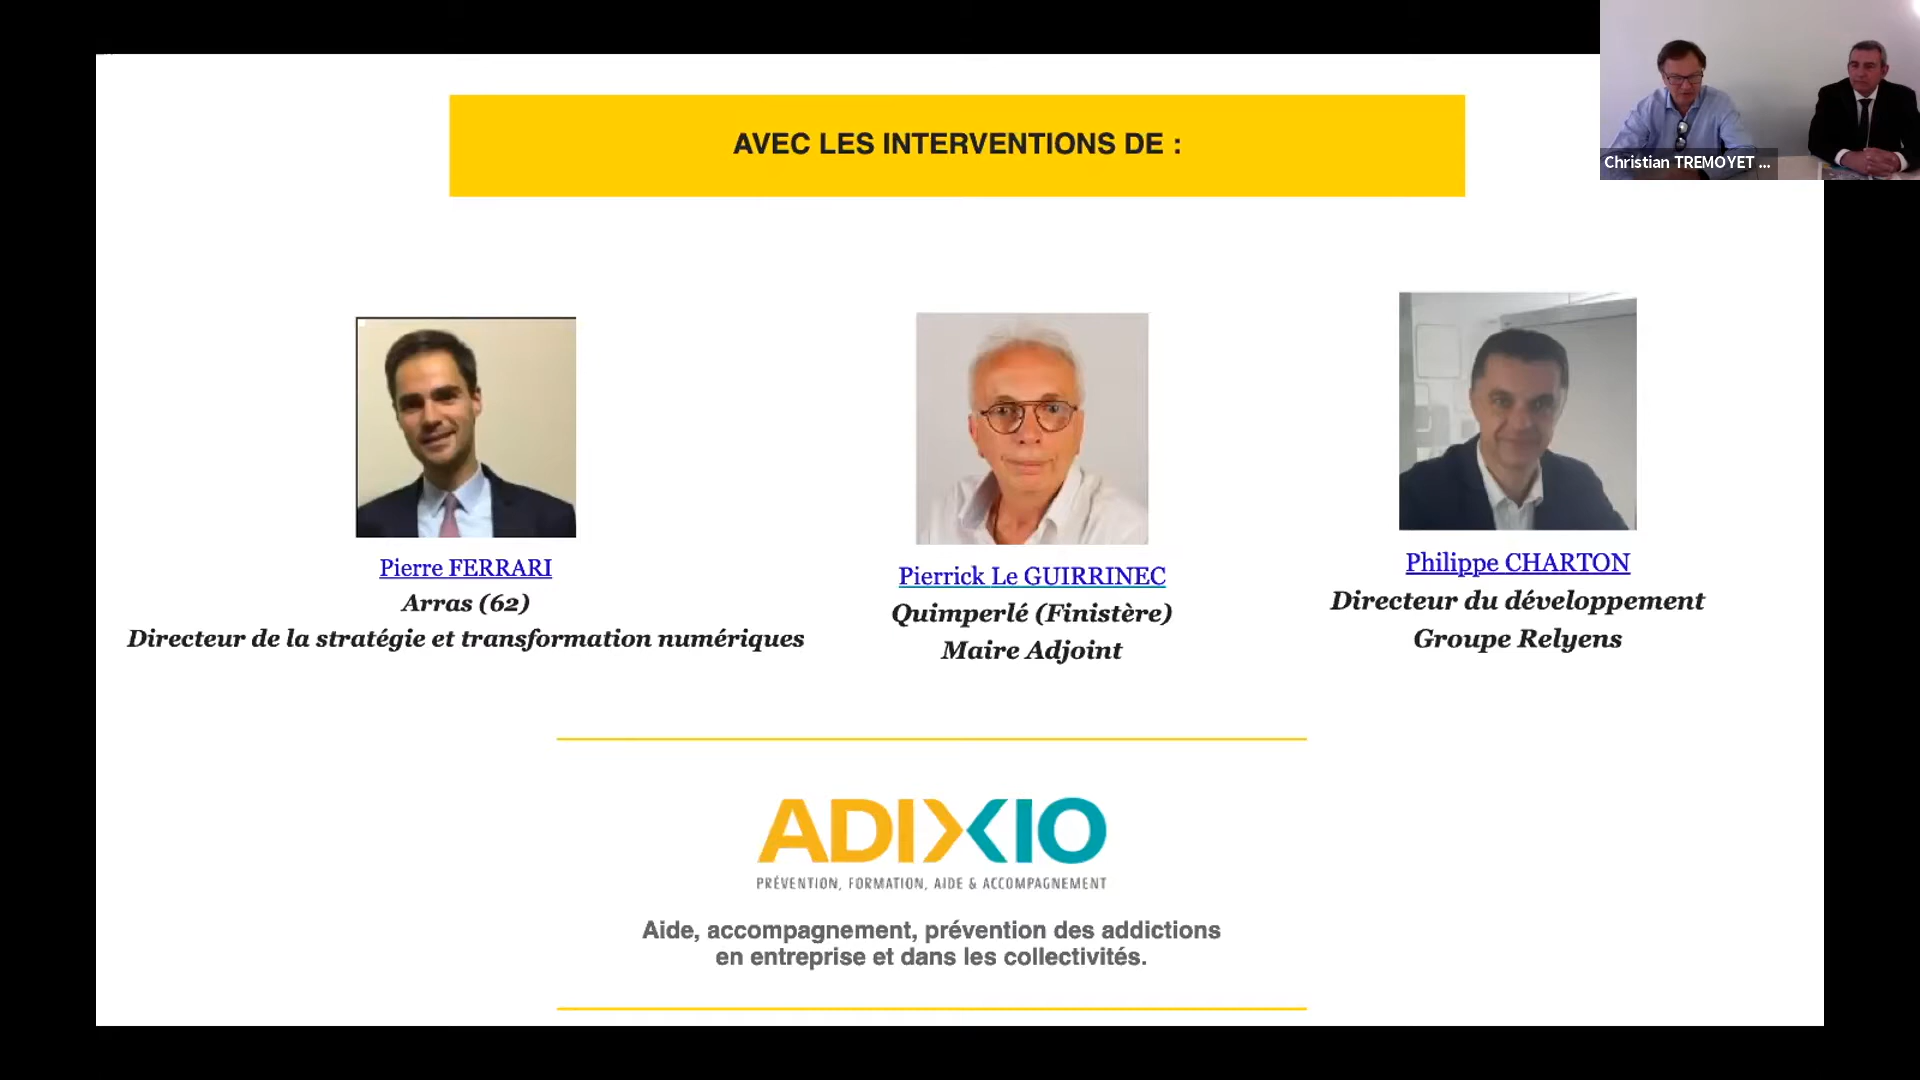 AVEC LES INTERVENTIONS DE :
Christian TREMOYET ...
Pierre FERRARI
Arras (62)
Directeur de la stratégie et transformation numériques
Pierrick Le GUIRRINEC
Quimperlé (Finistère)
Maire Adjoint
Philippe CHARTON
Directeur du développement
Groupe Relyens
ADIXIO
PRÉVENTION, FORMATION, AIDE & ACCOMPAGNEMENT
Aide, accompagnement, prévention des addictions
en entreprise et dans les collectivités.